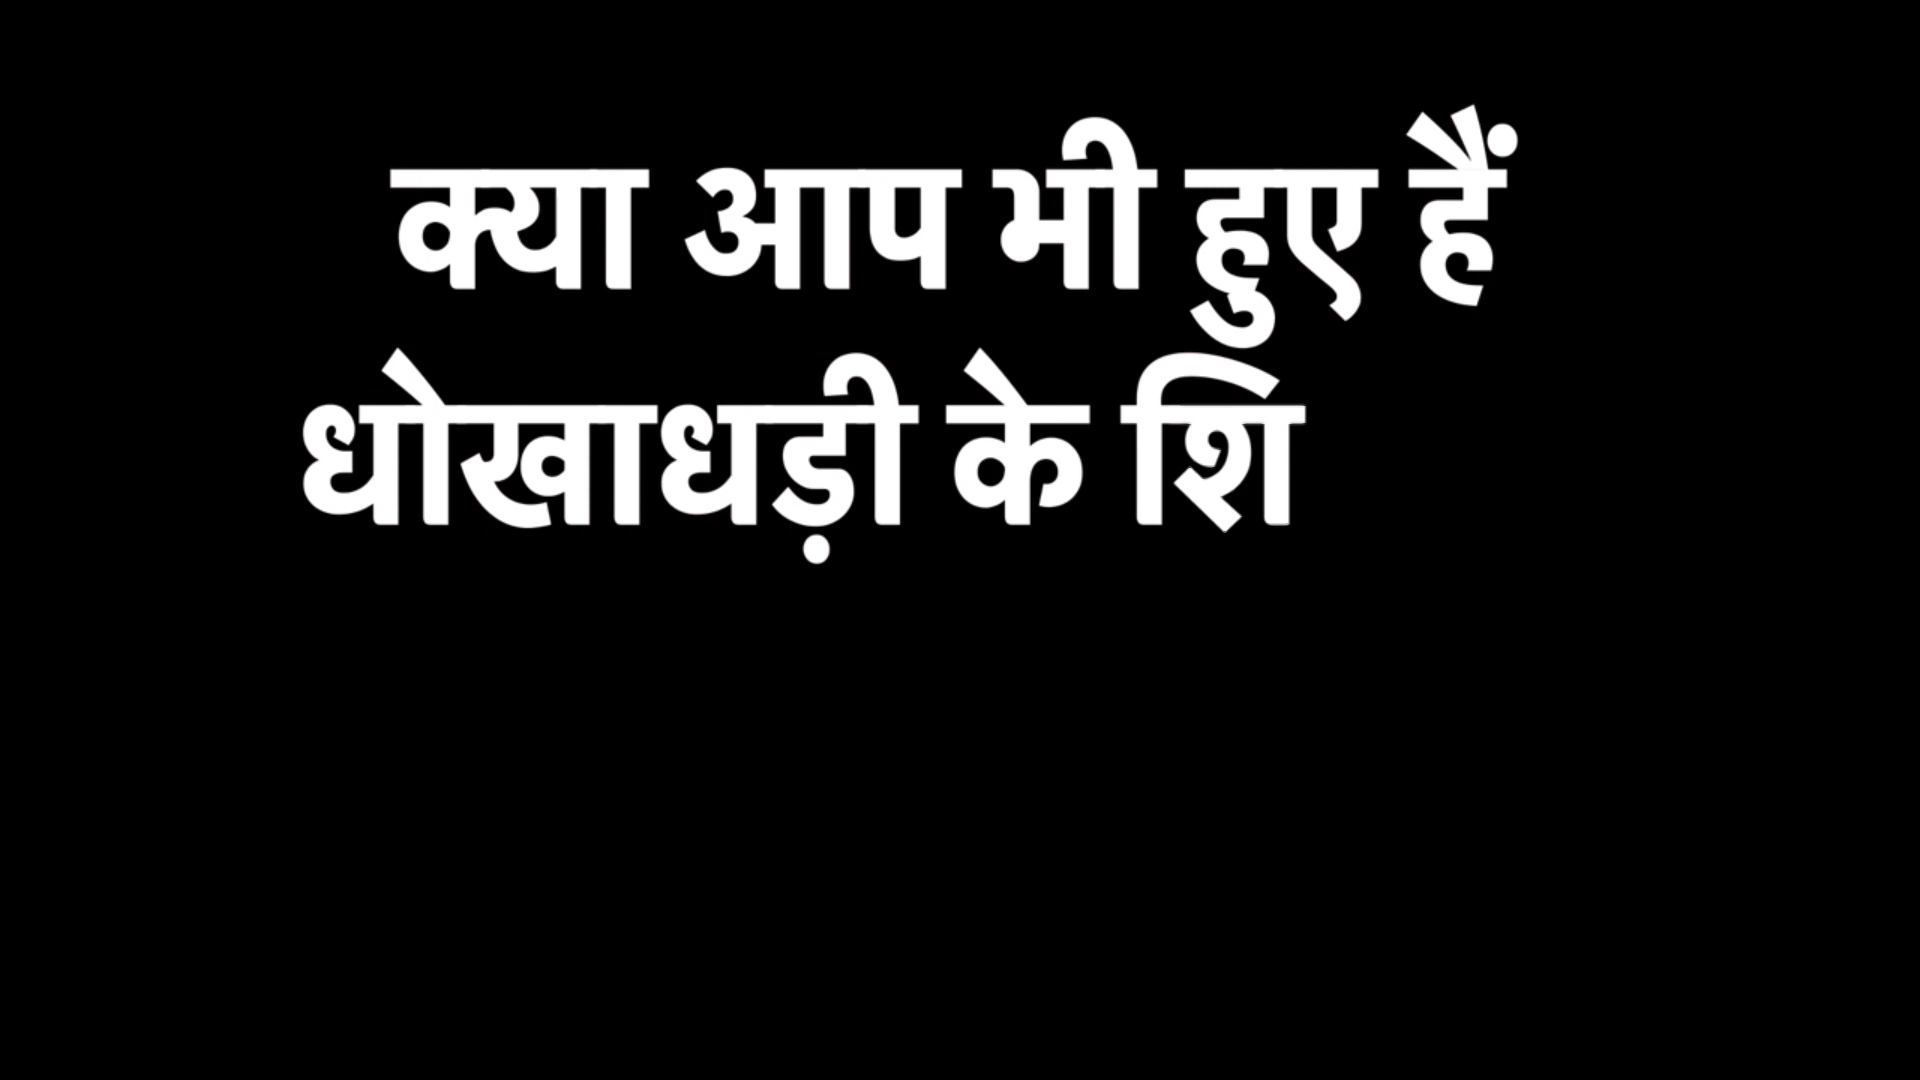 क्या आप भी हुए हैं
धोखाधड़ी के शि